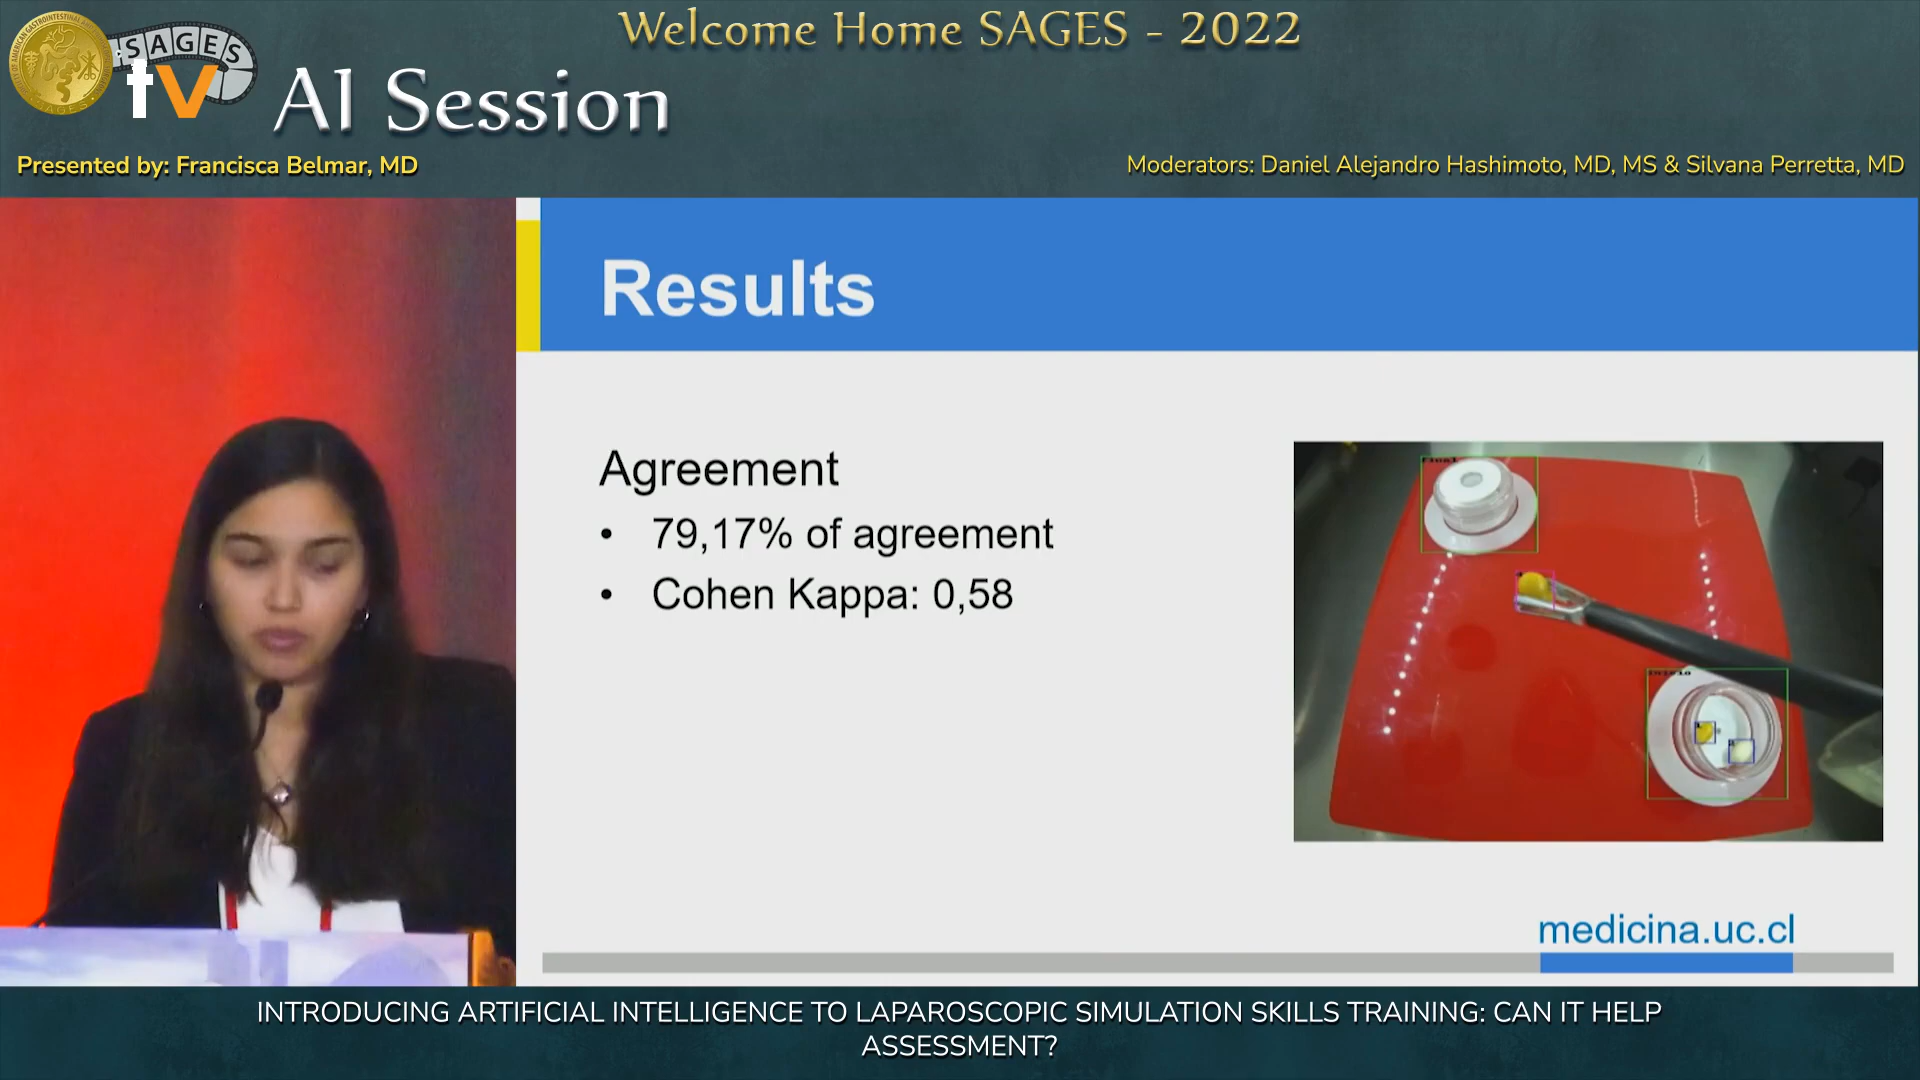 Welcome Home SAGES - 2022
SAGES
tv
AI Session
Presented by: Francisca Belmar, MD
Moderators: Daniel Alejandro Hashimoto, MD, MS & Silvana Perretta, MD
Results
Agreement
• 79,17% of agreement
• Cohen Kappa: 0,58
Final
medicina.uc.cl
INTRODUCING ARTIFICIAL INTELLIGENCE TO LAPAROSCOPIC SIMULATION SKILLS TRAINING: CAN IT HELP
ASSESSMENT?